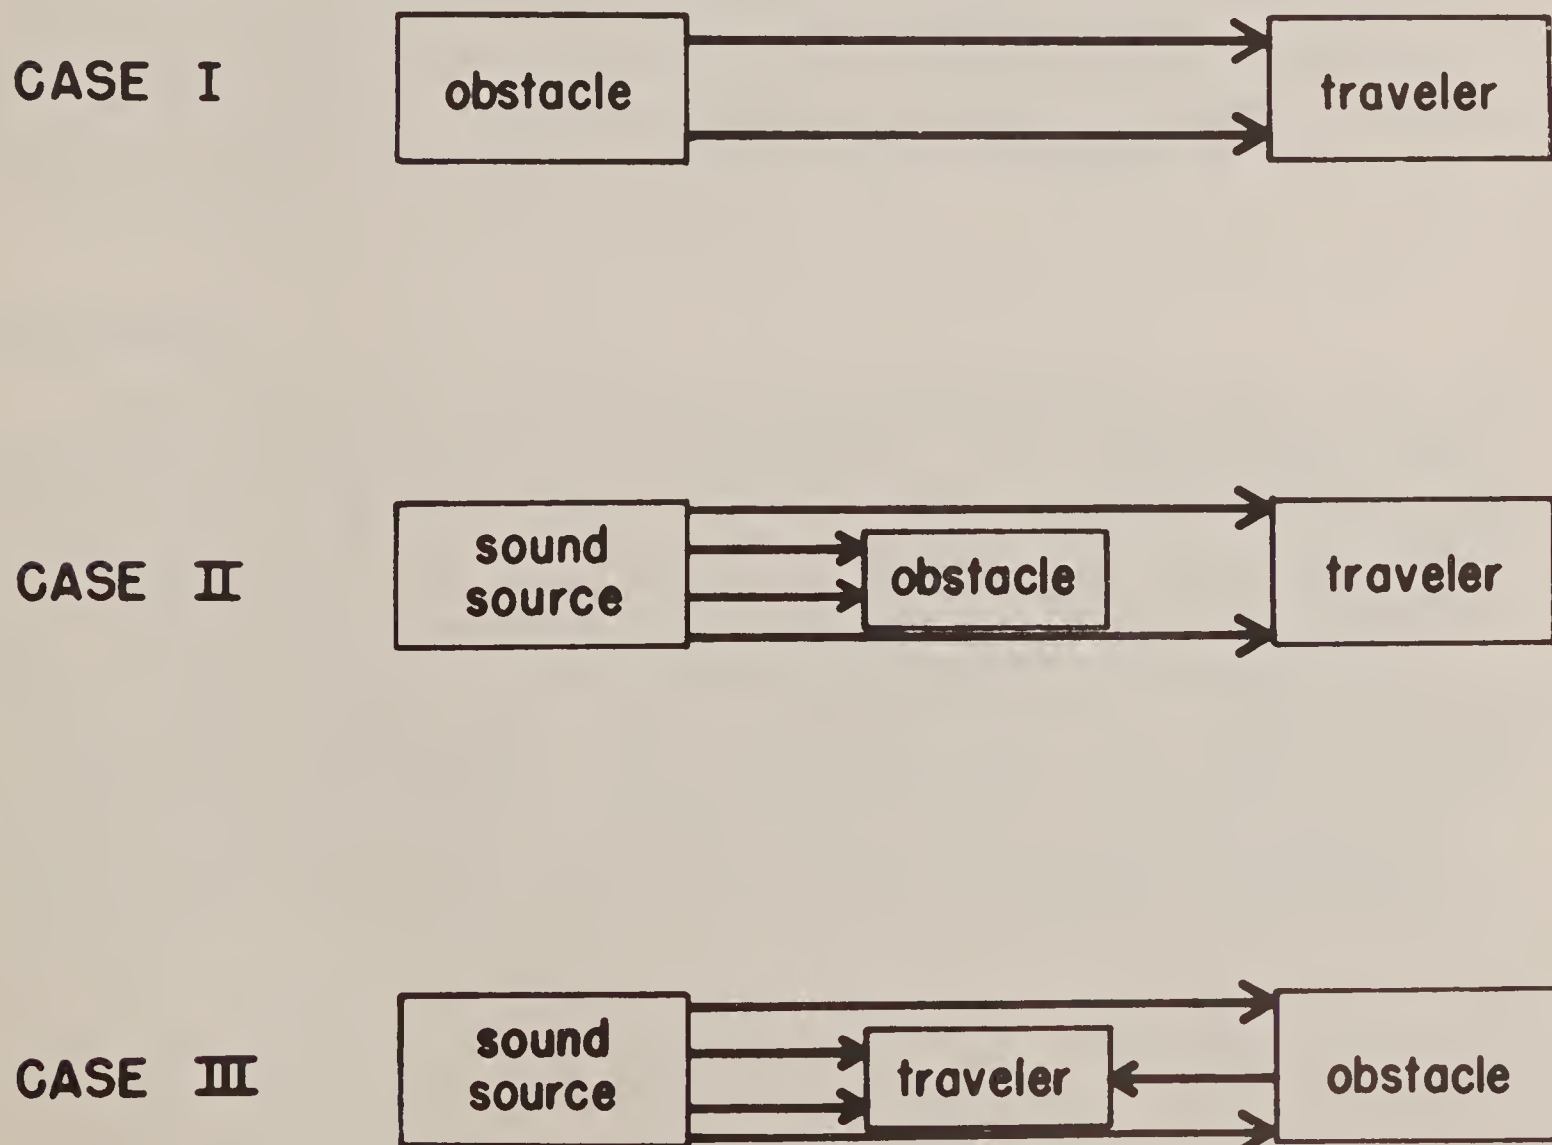 CASE I
obstacle
traveler
CASE II
sound
source
obstacle
traveler
CASE III
sound
source
traveler
obstacle